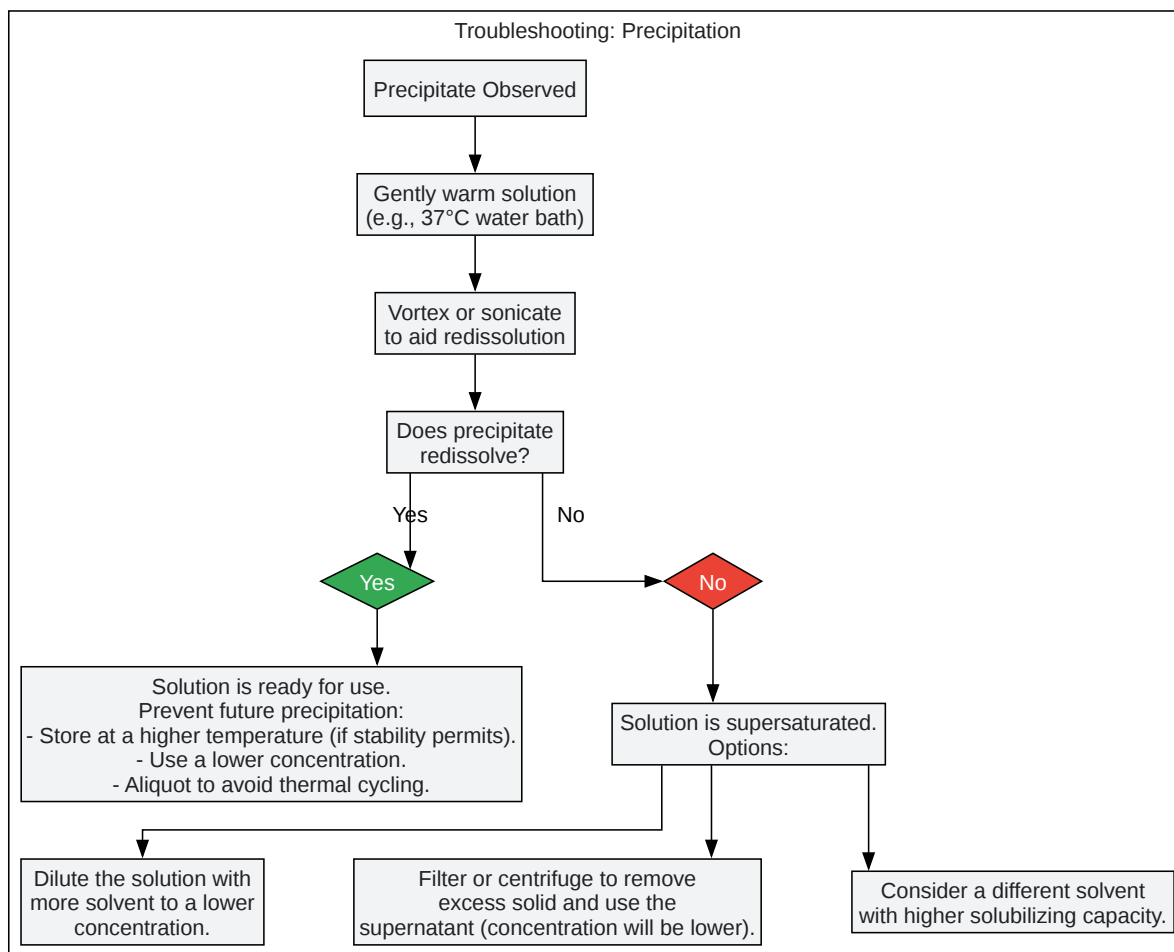 Troubleshooting: Precipitation
Precipitate Observed
Gently warm solution
(e.g., 37°C water bath)
Vortex or sonicate
to aid redissolution
Does precipitate
redissolve?
Yes
No
Yes
No
Solution is ready for use.
Prevent future precipitation:
- Store at a higher temperature (if stability permits).
- Use a lower concentration.
- Aliquot to avoid thermal cycling.
Solution is supersaturated.
Options:
Dilute the solution with
more solvent to a lower
concentration.
Filter or centrifuge to remove
excess solid and use the
supernatant (concentration will be lower).
Consider a different solvent
with higher solubilizing capacity.